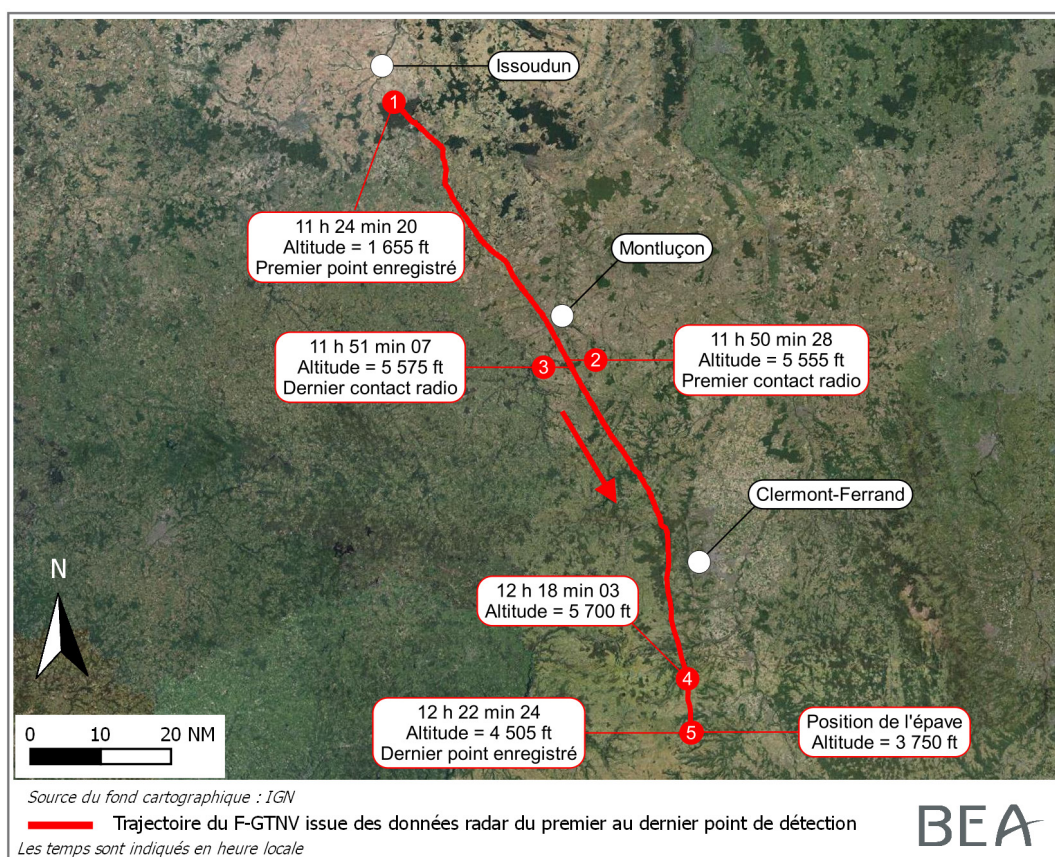 Issoudun
1
11 h 24 min 20
Altitude = 1 655 ft
Premier point enregistré
Montluçon
11 h 51 min 07
Altitude = 5 575 ft
Dernier contact radio
3
2
11 h 50 min 28
Altitude = 5 555 ft
Premier contact radio
Clermont-Ferrand
N
12 h 18 min 03
Altitude = 5 700 ft
4
12 h 22 min 24
Altitude = 4 505 ft
Dernier point enregistré
5
Position de l'épave
Altitude = 3 750 ft
0 10 20 NM
Source du fond cartographique : IGN
Trajectoire du F-GTNV issue des données radar du premier au dernier point de détection
Les temps sont indiqués en heure locale
BEA